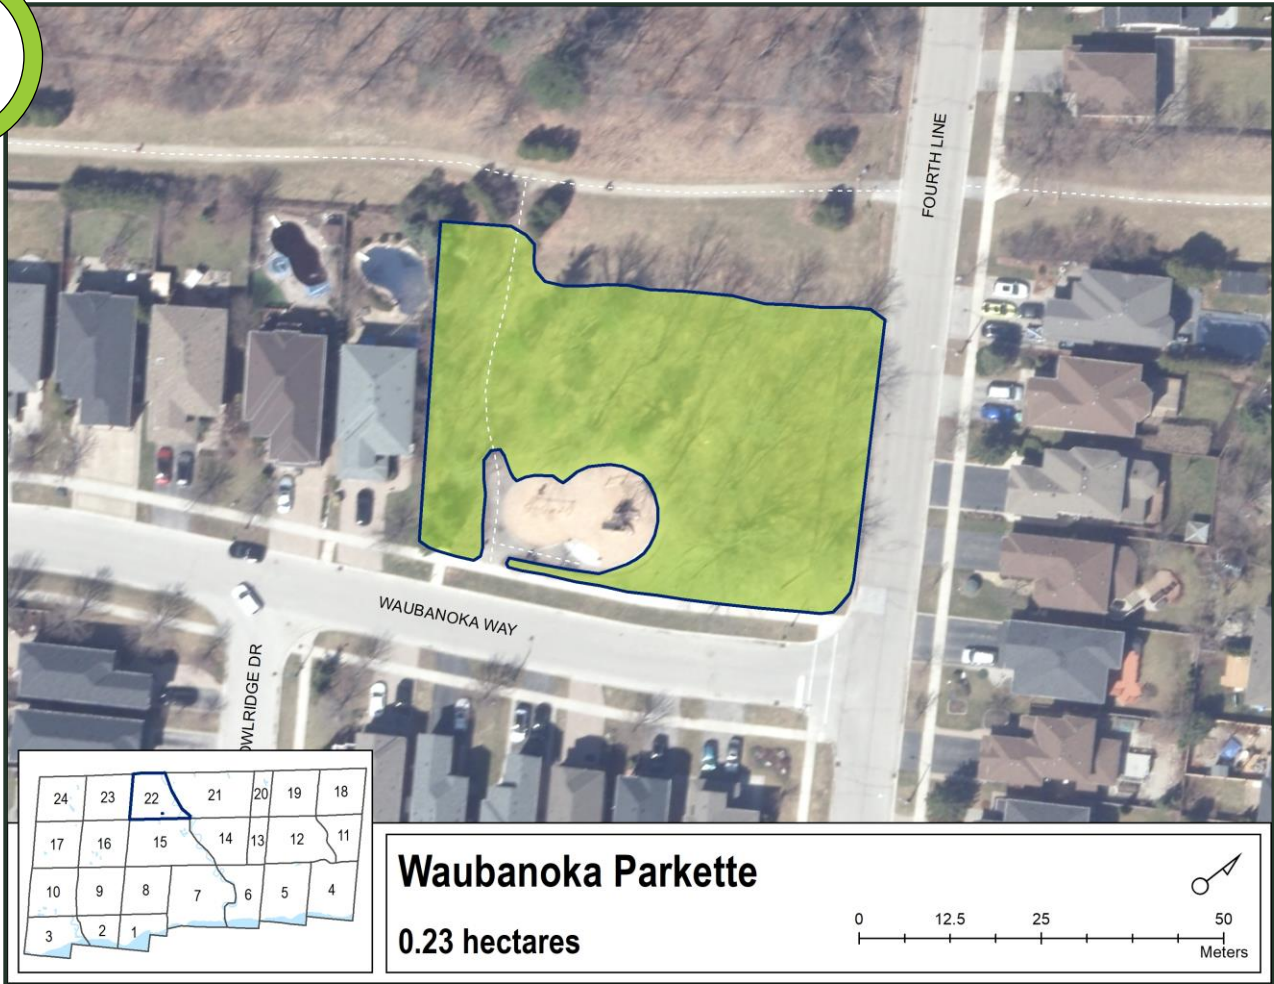 FOURTH LINE
WAUBANOKA WAY
OWLRIDGE DR
24 23 22 21 20 19 18
17 16 15 14 13 12 11
10 9 8 7 6 5 4
3 2 1
Waubanoka Parkette
0.23 hectares
0 12.5 25 50
Meters